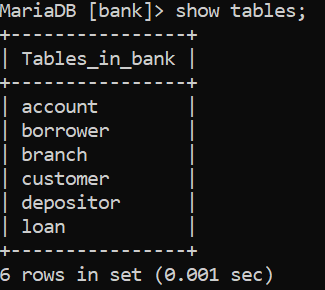 MariaDB [bank]> show tables;
+----------------+
| Tables_in_bank |
+----------------+
| account        |
| borrower       |
| branch         |
| customer       |
| depositor      |
| loan           |
+----------------+
6 rows in set (0.001 sec)